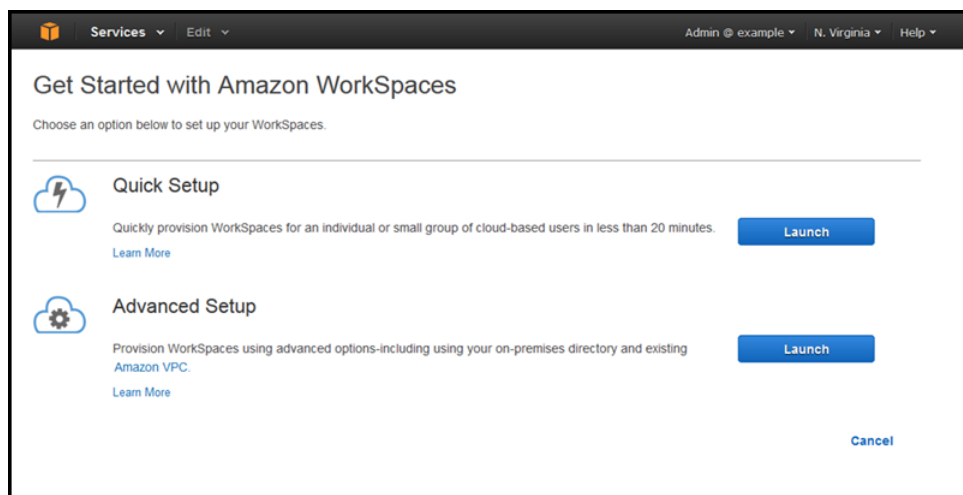 Services Edit Admin @ example N. Virginia Help
Get Started with Amazon WorkSpaces
Choose an option below to set up your WorkSpaces.
Quick Setup
Quickly provision WorkSpaces for an individual or small group of cloud-based users in less than 20 minutes.
Launch
Learn More
Advanced Setup
Provision WorkSpaces using advanced options-including using your on-premises directory and existing
Amazon VPC.
Launch
Learn More
Cancel